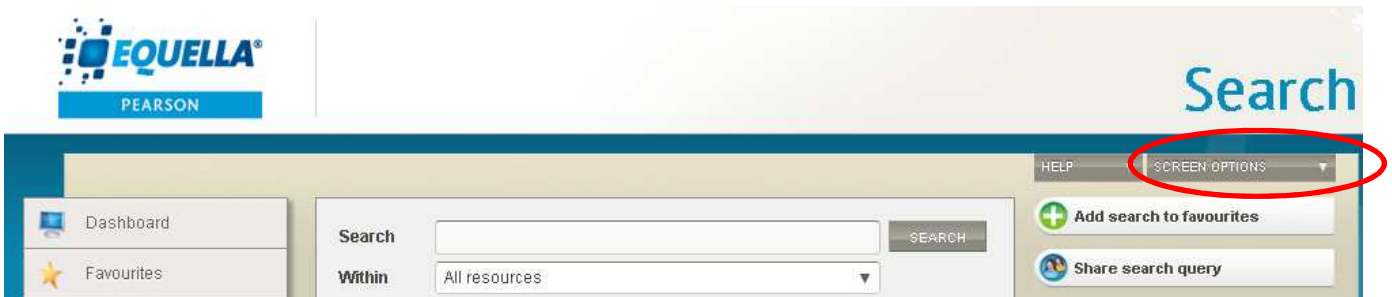 EQUELLA®
PEARSON
Search
HELP
SCREEN OPTIONS
Dashboard
Favourites
Search
SEARCH
Within
All resources
Add search to favourites
Share search query